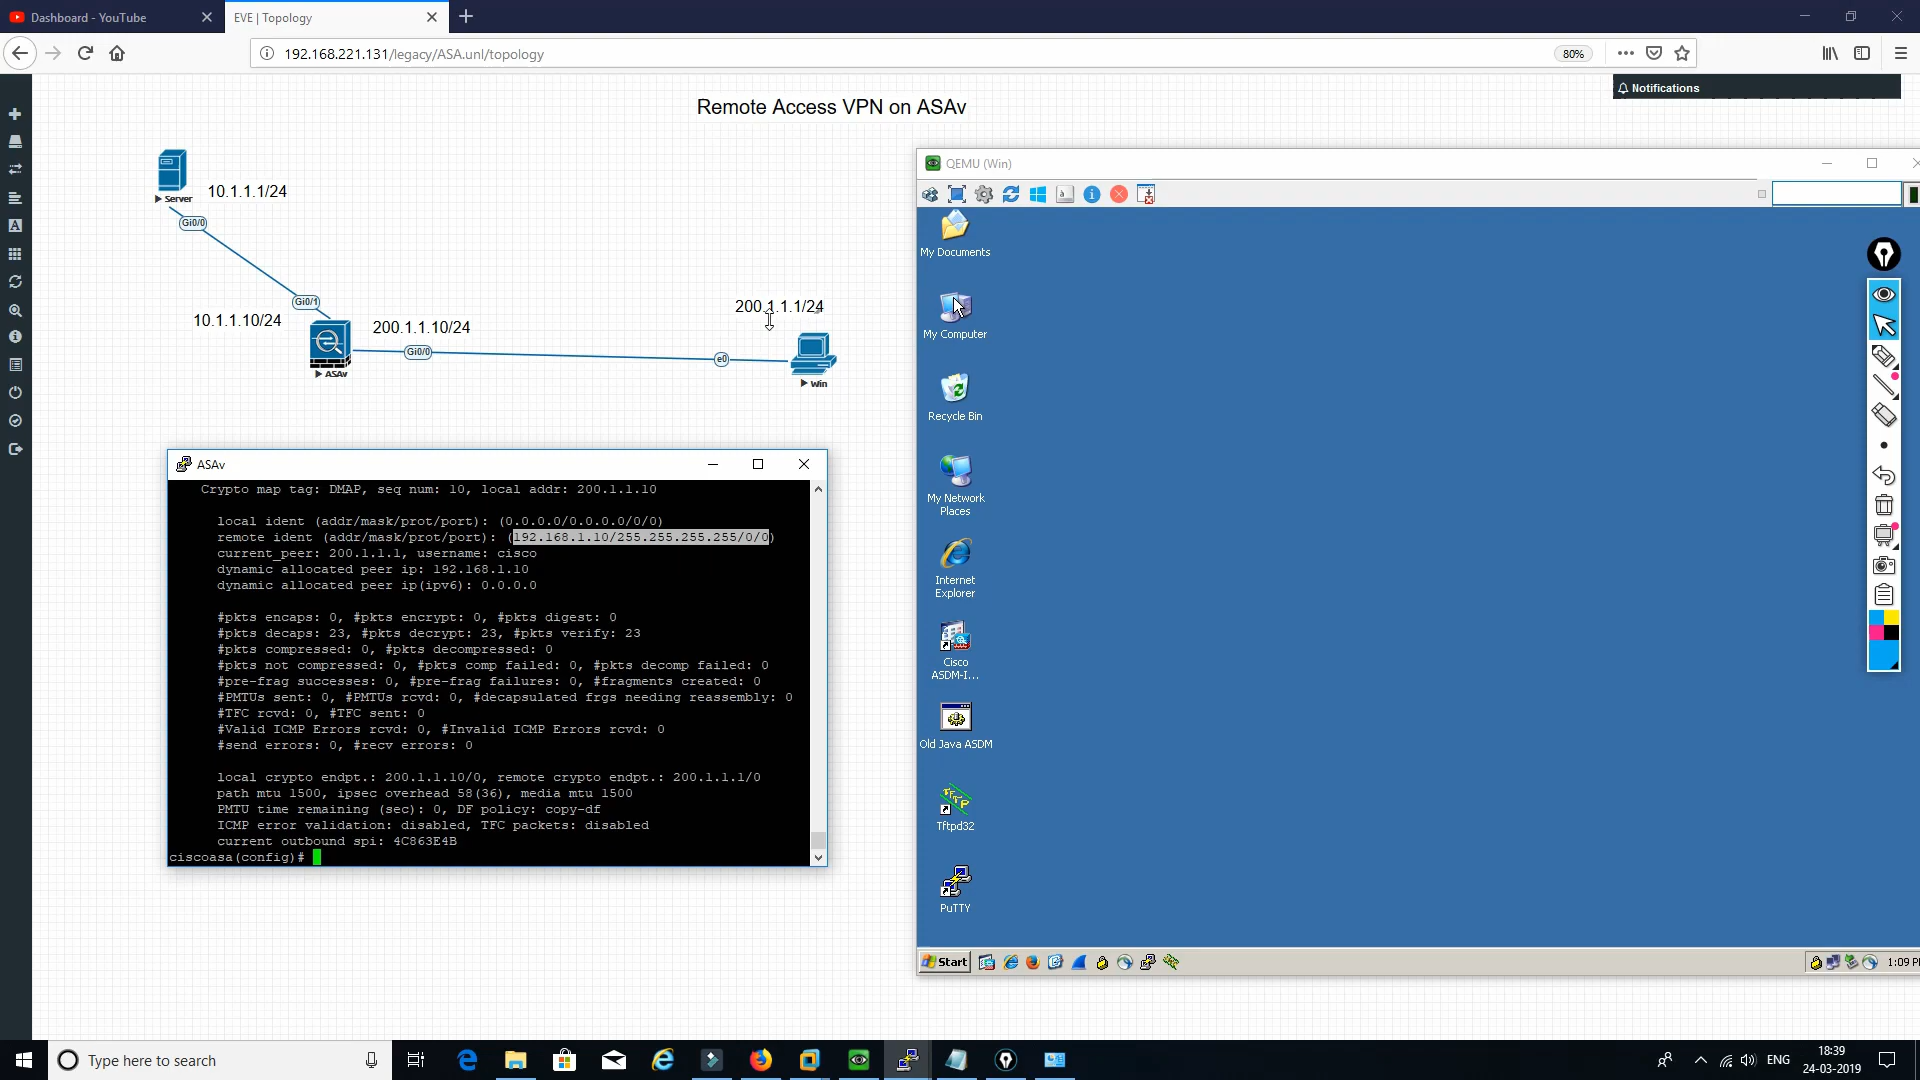 Dashboard - YouTube
EVE | Topology
192.168.221.131/legacy/ASA.unl/topology
80%
Notifications
Remote Access VPN on ASAv
Server
10.1.1.1/24
Gi0/0
Gi0/1
10.1.1.10/24
ASAv
200.1.1.10/24
Gi0/0
e0
200.1.1.1/24
Win
ASAv
Crypto map tag: DMAP, seq num: 10, local addr: 200.1.1.10
local ident (addr/mask/prot/port): (0.0.0.0/0.0.0.0/0/0)
remote ident (addr/mask/prot/port): (192.168.1.10/255.255.255.255/0/0)
current_peer: 200.1.1.1, username: cisco
dynamic allocated peer ip: 192.168.1.10
dynamic allocated peer ip(ipv6): 0.0.0.0
#pkts encaps: 0, #pkts encrypt: 0, #pkts digest: 0
#pkts decaps: 23, #pkts decrypt: 23, #pkts verify: 23
#pkts compressed: 0, #pkts decompressed: 0
#pkts not compressed: 0, #pkts comp failed: 0, #pkts decomp failed: 0
#pre-frag successes: 0, #pre-frag failures: 0, #fragments created: 0
#PMTUs sent: 0, #PMTUs rcvd: 0, #decapsulated frgs needing reassembly: 0
#TFC rcvd: 0, #TFC sent: 0
#Valid ICMP Errors rcvd: 0, #Invalid ICMP Errors rcvd: 0
#send errors: 0, #recv errors: 0
local crypto endpt.: 200.1.1.10/0, remote crypto endpt.: 200.1.1.1/0
path mtu 1500, ipsec overhead 58(36), media mtu 1500
PMTU time remaining (sec): 0, DF policy: copy-df
ICMP error validation: disabled, TFC packets: disabled
current outbound spi: 4C863E4B
ciscoasa(config)#
QEMU (Win)
My Documents
My Computer
Recycle Bin
My Network
Places
Internet
Explorer
Cisco
ASDM-I...
Old Java ASDM
Tftpd32
PuTTY
Start
1:09 P
Type here to search
ENG
18:39
24-03-2019